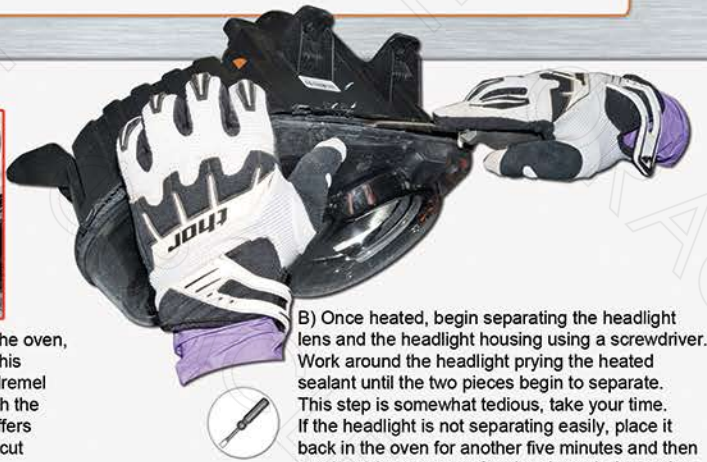 thor
he oven,
his
remel
h the
ffers
cut
B) Once heated, begin separating the headlight
lens and the headlight housing using a screwdriver.
Work around the headlight prying the heated
sealant until the two pieces begin to separate.
This step is somewhat tedious, take your time.
If the headlight is not separating easily, place it
back in the oven for another five minutes and then